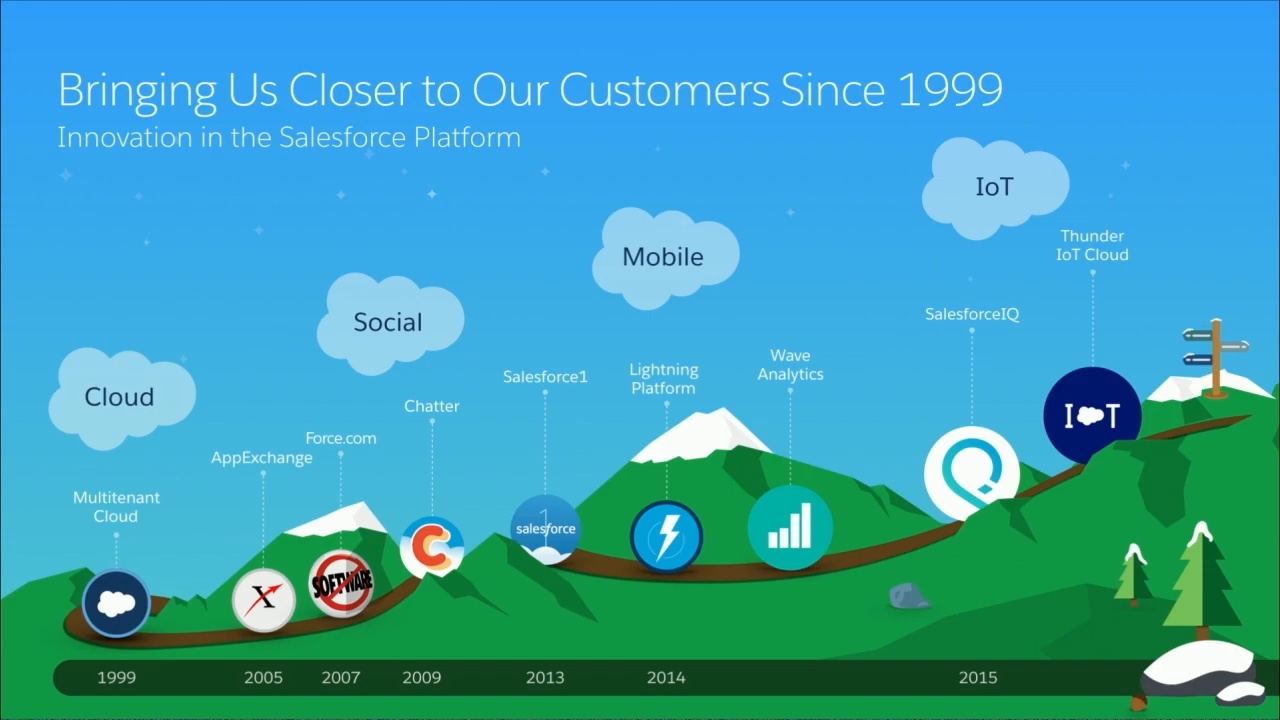 Bringing Us Closer to Our Customers Since 1999
Innovation in the Salesforce Platform
IoT
Thunder
IoT Cloud
Mobile
Social
SalesforceIQ
Cloud
Wave
Analytics
Lightning
Platform
Salesforce1
Chatter
Force.com
AppExchange
Multitenant
Cloud
I T
C
1
salesforce
SOFTWARE
X
1999
2005
2007
2009
2013
2014
2015